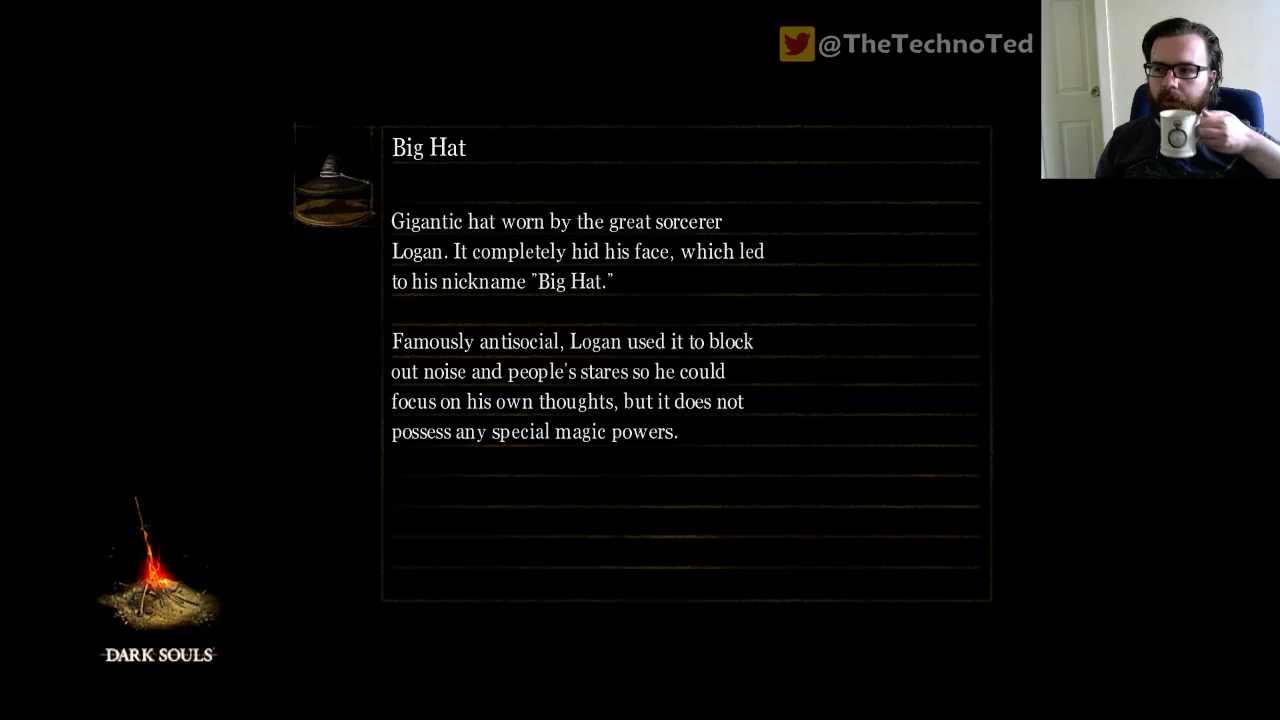 @TheTechnoTed
Big Hat
Gigantic hat worn by the great sorcerer
Logan. It completely hid his face, which led
to his nickname "Big Hat."
Famously antisocial, Logan used it to block
out noise and people's stares so he could
focus on his own thoughts, but it does not
possess any special magic powers.
DARK SOULS